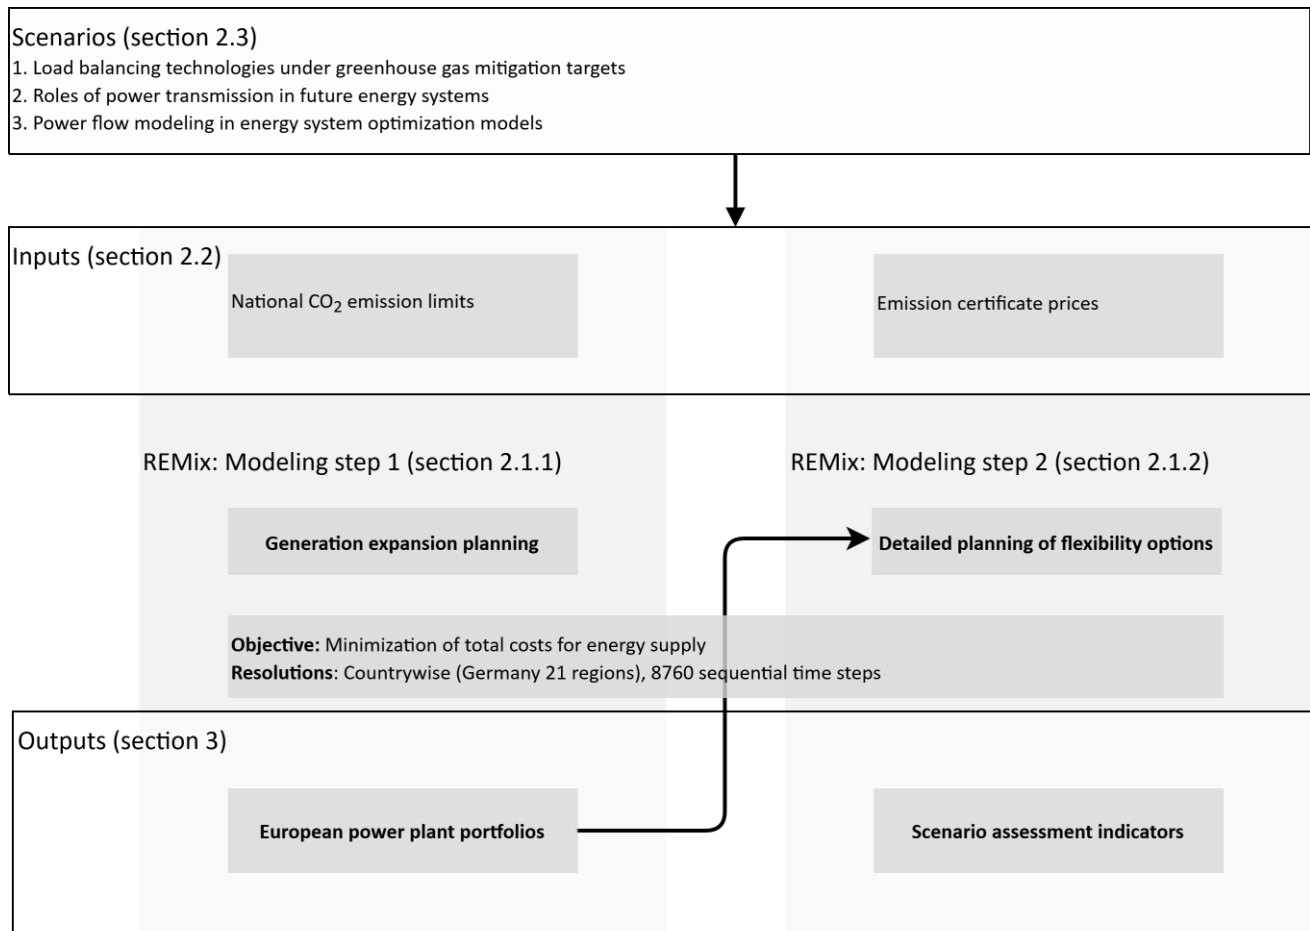 Scenarios (section 2.3)
1. Load balancing technologies under greenhouse gas mitigation targets
2. Roles of power transmission in future energy systems
3. Power flow modeling in energy system optimization models
Inputs (section 2.2)
National CO₂ emission limits
Emission certificate prices
REMix: Modeling step 1 (section 2.1.1)
REMix: Modeling step 2 (section 2.1.2)
Generation expansion planning
Detailed planning of flexibility options
Objective: Minimization of total costs for energy supply
Resolutions: Countrywise (Germany 21 regions), 8760 sequential time steps
Outputs (section 3)
European power plant portfolios
Scenario assessment indicators